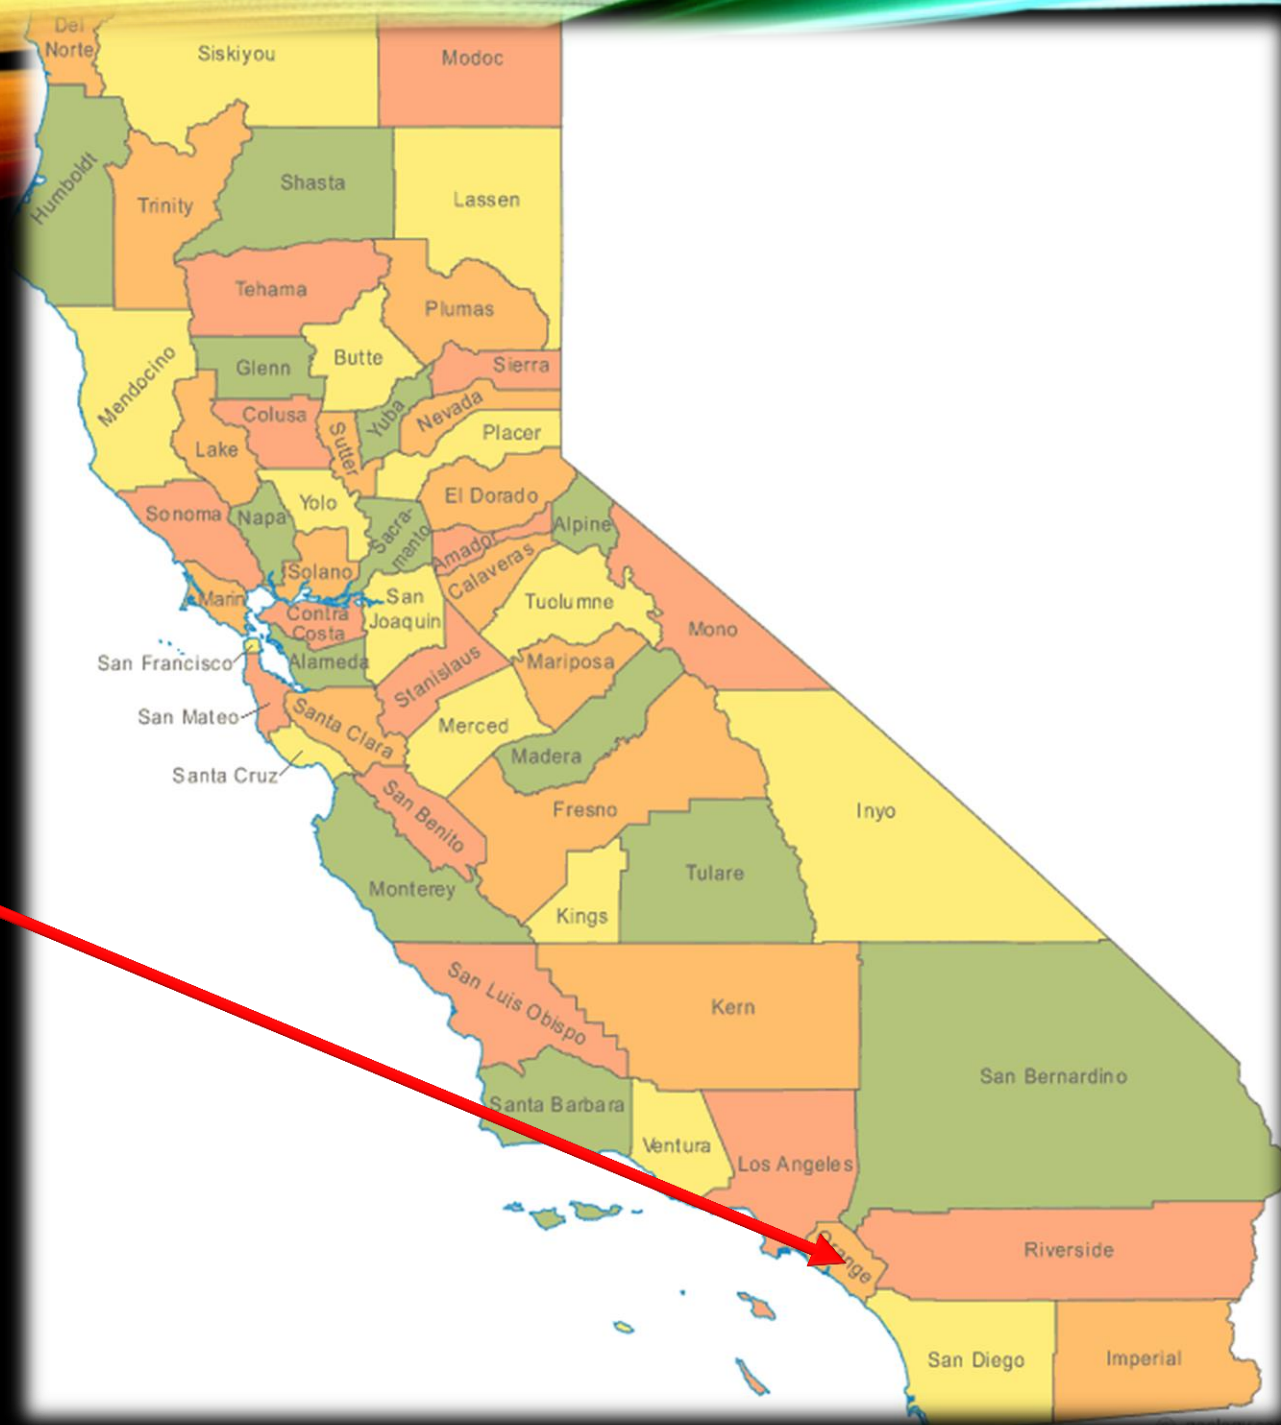 Del
Norte
Siskiyou
Modoc
Humboldt
Trinity
Shasta
Lassen
Tehama
Plumas
Mendocino
Glenn
Butte
Sierra
Colusa
Yuba
Nevada
Lake
Sutter
Placer
Sonoma
Napa
Yolo
Sacra-
manto
El Dorado
Alpine
Amador
Calaveras
Solano
Marin
Contra
Costa
San
Joaquin
Tuolumne
Mono
San Francisco
Alameda
Stanislaus
Mariposa
San Mateo
Santa Clara
Merced
Madera
Santa Cruz
San Benito
Fresno
Inyo
Monterey
Kings
Tulare
San Luis Obispo
Kern
San Bernardino
Santa Barbara
Ventura
Los Angeles
Orange
Riverside
San Diego
Imperial